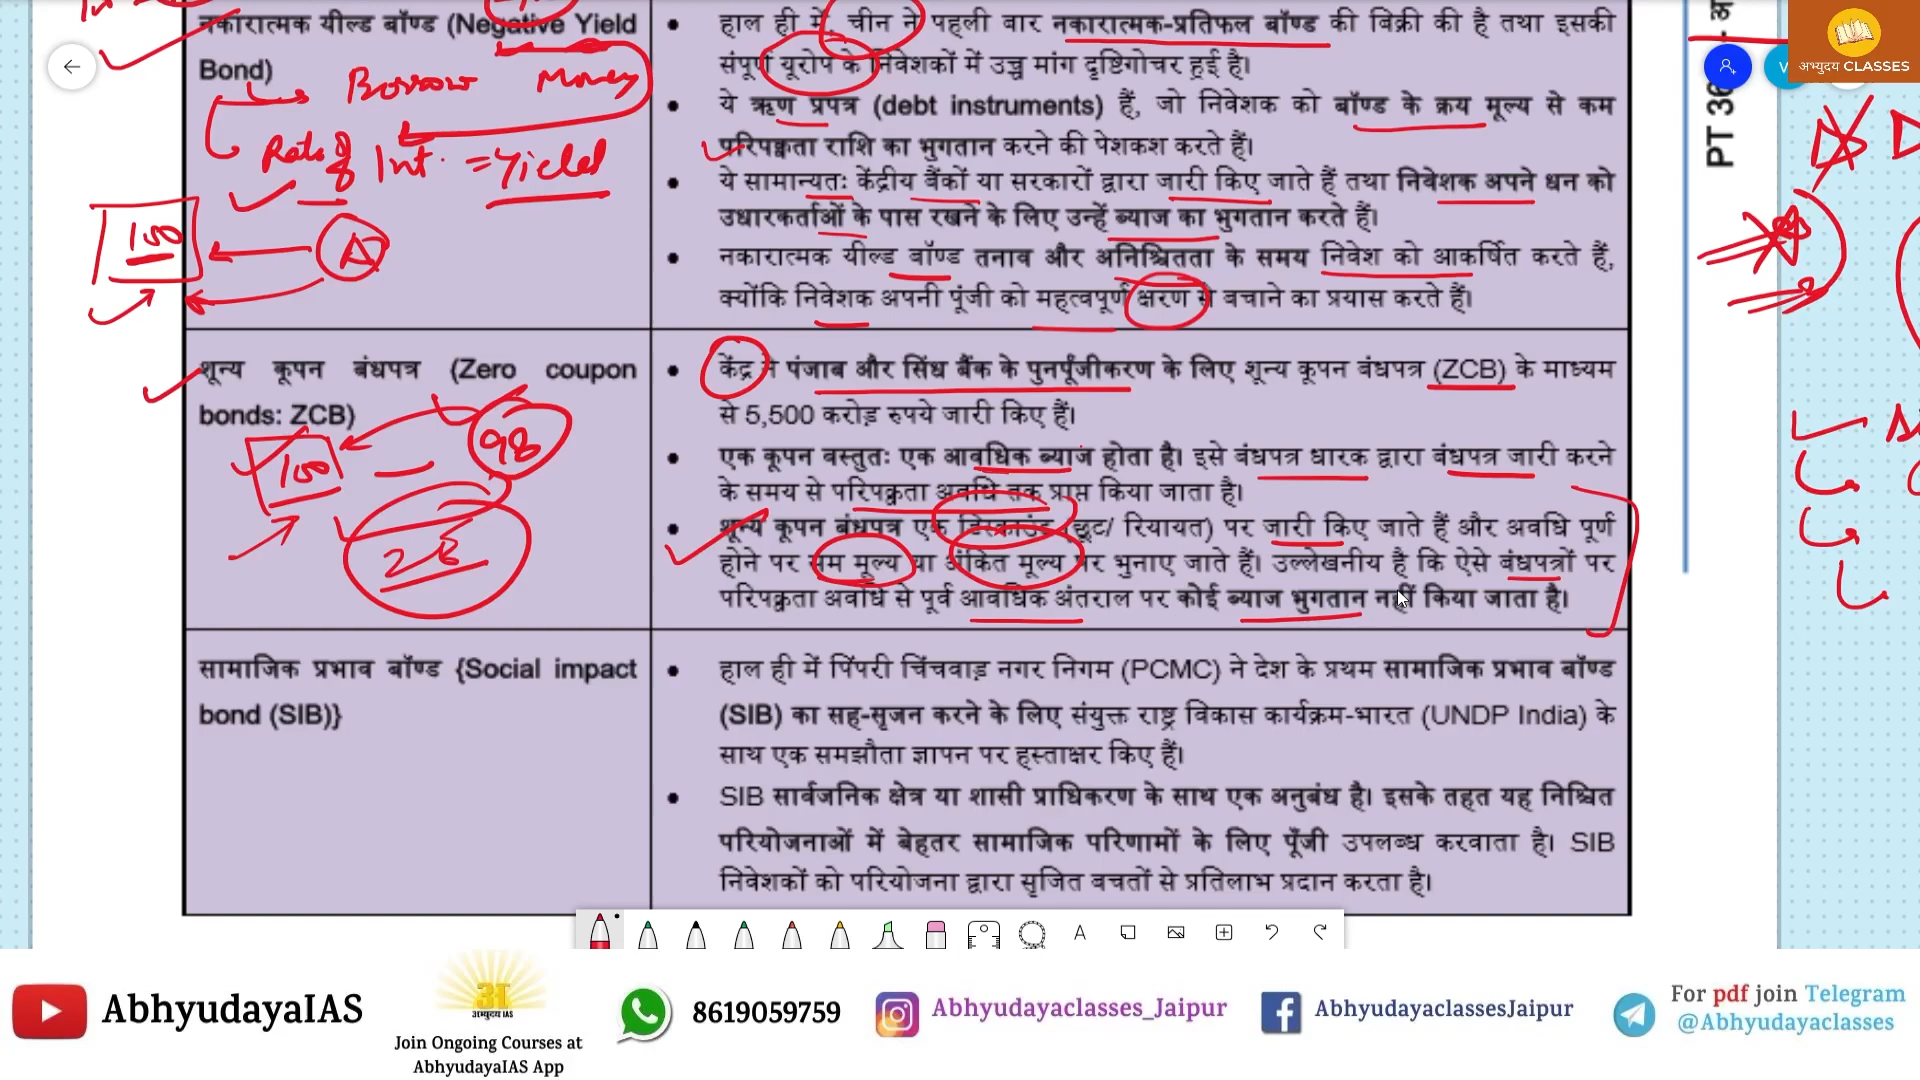 नकारात्मक यील्ड बॉण्ड (Negative Yield
Bond)
Borrow Money
Rate of Int. = Yield
100
A
हाल ही में चीन ने पहली बार नकारात्मक-प्रतिफल बॉण्ड की बिक्री की है तथा इसकी
संपूर्ण यूरोप के निवेशकों में उच्च मांग दृष्टिगोचर हुई है।
ये ऋण प्रपत्र (debt instruments) हैं, जो निवेशक को बॉण्ड के क्रय मूल्य से कम
परिपक्वता राशि का भुगतान करने की पेशकश करते हैं।
ये सामान्यतः केंद्रीय बैंकों या सरकारों द्वारा जारी किए जाते हैं तथा निवेशक अपने धन को
उधारकर्ताओं के पास रखने के लिए उन्हें ब्याज का भुगतान करते हैं।
नकारात्मक यील्ड बॉण्ड तनाव और अनिश्चितता के समय निवेश को आकर्षित करते हैं,
क्योंकि निवेशक अपनी पूंजी को महत्वपूर्ण क्षरण से बचाने का प्रयास करते हैं।
शून्य कूपन बंधपत्र (Zero coupon
bonds: ZCB)
98
100
केंद्र ने पंजाब और सिंध बैंक के पुनर्पूंजीकरण के लिए शून्य कूपन बंधपत्र (ZCB) के माध्यम
से 5,500 करोड़ रुपये जारी किए हैं।
एक कूपन वस्तुतः एक आवधिक ब्याज होता है। इसे बंधपत्र धारक द्वारा बंधपत्र जारी करने
के समय से परिपक्वता अवधि तक प्राप्त किया जाता है।
शून्य कूपन बंधपत्र एक डिस्काउंट (छूट/ रियायत) पर जारी किए जाते हैं और अवधि पूर्ण
होने पर सम मूल्य या अंकित मूल्य पर भुनाए जाते हैं। उल्लेखनीय है कि ऐसे बंधपत्रों पर
परिपक्वता अवधि से पूर्व आवधिक अंतराल पर कोई ब्याज भुगतान नहीं किया जाता है।
सामाजिक प्रभाव बॉण्ड {Social impact
bond (SIB)}
हाल ही में पिंपरी चिंचवाड़ नगर निगम (PCMC) ने देश के प्रथम सामाजिक प्रभाव बॉण्ड
(SIB) का सह-सृजन करने के लिए संयुक्त राष्ट्र विकास कार्यक्रम-भारत (UNDP India) के
साथ एक समझौता ज्ञापन पर हस्ताक्षर किए हैं।
SIB सार्वजनिक क्षेत्र या शासी प्राधिकरण के साथ एक अनुबंध है। इसके तहत यह निश्चित
परियोजनाओं में बेहतर सामाजिक परिणामों के लिए पूँजी उपलब्ध करवाता है। SIB
निवेशकों को परियोजना द्वारा सृजित बचतों से प्रतिलाभ प्रदान करता है।
अभ्युदय CLASSES
AbhyudayaIAS
अभ्युदय IAS
Join Ongoing Courses at
AbhyudayaIAS App
8619059759
Abhyudayaclasses_Jaipur
AbhyudayaclassesJaipur
For pdf join Telegram
@Abhyudayaclasses